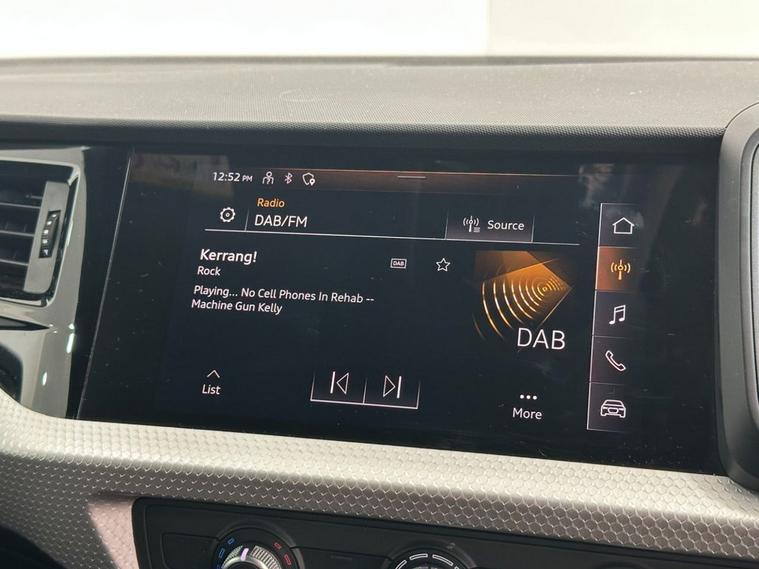 12:52 PM
Radio
DAB/FM
Source
Kerrang!
DAB
Rock
Playing... No Cell Phones In Rehab --
Machine Gun Kelly
DAB
List
More